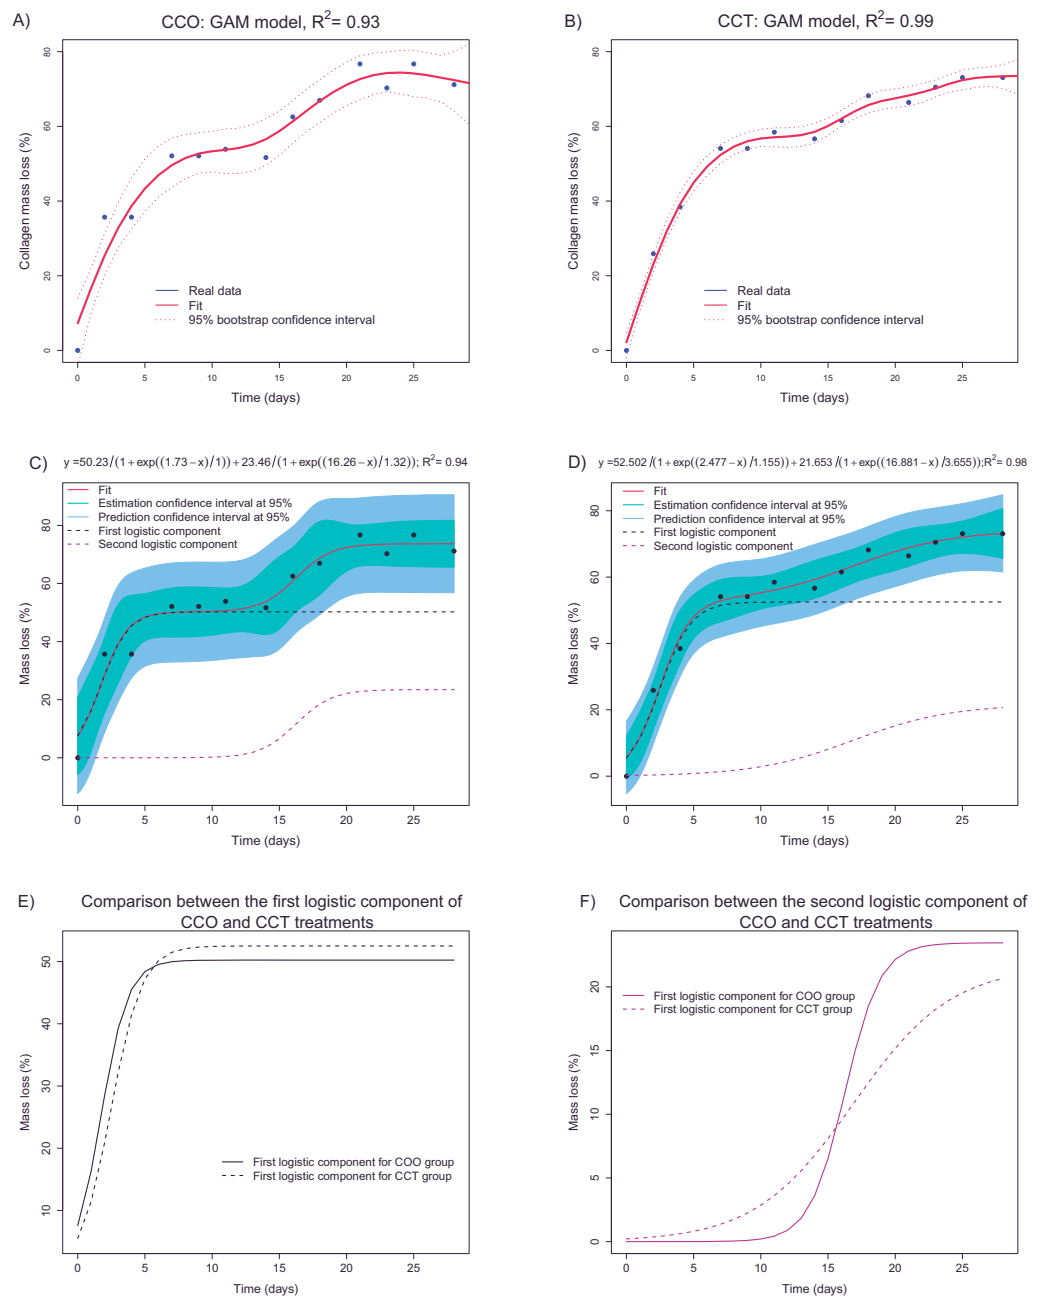 A) CCO: GAM model, R2= 0.93
Collagen mass loss (%)
80
60
40
20
0
Real data
Fit
95% bootstrap confidence interval
0 5 10 15 20 25
Time (days)
B) CCT: GAM model, R2= 0.99
Collagen mass loss (%)
80
60
40
20
0
Real data
Fit
95% bootstrap confidence interval
0 5 10 15 20 25
Time (days)
C) y =50.23/(1+exp((1.73−x)/1))+23.46/(1+exp((16.26−x)/1.32)); R2= 0.94
Mass loss (%)
80
60
40
20
0
Fit
Estimation confidence interval at 95%
Prediction confidence interval at 95%
First logistic component
Second logistic component
0 5 10 15 20 25
Time (days)
D) y =52.502/(1+exp((2.477−x)/1.155))+21.653/(1+exp((16.881−x)/3.655));R2= 0.98
Mass loss (%)
80
60
40
20
0
Fit
Estimation confidence interval at 95%
Prediction confidence interval at 95%
First logistic component
Second logistic component
0 5 10 15 20 25
Time (days)
E) Comparison between the first logistic component of
CCO and CCT treatments
Mass loss (%)
50
40
30
20
10
First logistic component for COO group
First logistic component for CCT group
0 5 10 15 20 25
Time (days)
F) Comparison between the second logistic component of
CCO and CCT treatments
Mass loss (%)
20
15
10
5
0
First logistic component for COO group
First logistic component for CCT group
0 5 10 15 20 25
Time (days)